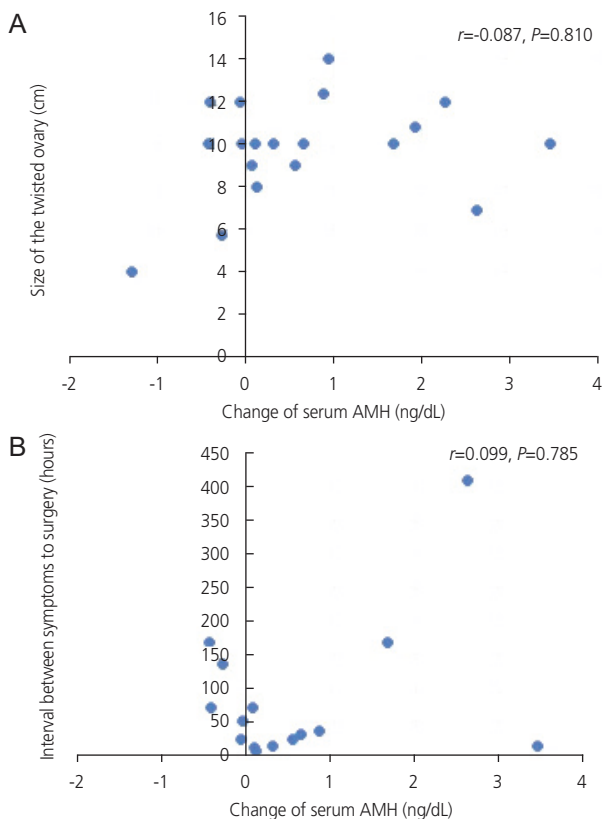 A
r=-0.087, P=0.810
Size of the twisted ovary (cm)
16
14
12
10
8
6
4
2
0
-2 -1 0 1 2 3 4
Change of serum AMH (ng/dL)
B
r=0.099, P=0.785
Interval between symptoms to surgery (hours)
450
400
350
300
250
200
150
100
50
0
-2 -1 0 1 2 3 4
Change of serum AMH (ng/dL)